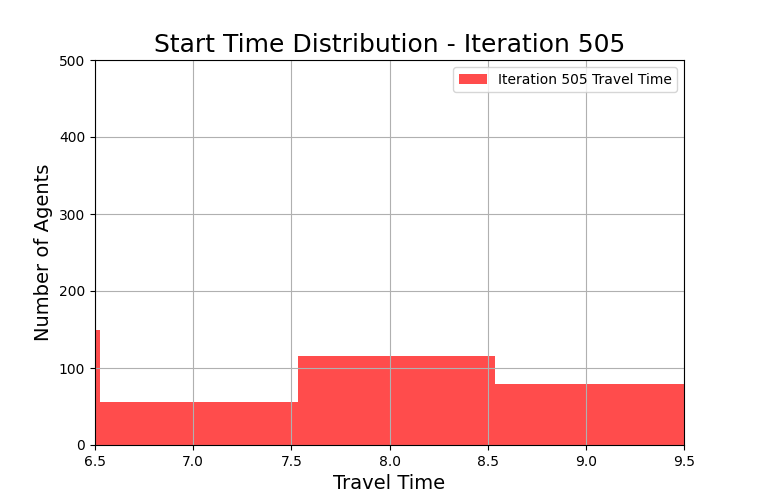 Start Time Distribution - Iteration 505
Iteration 505 Travel Time
Number of Agents
500
400
300
200
100
0
6.5 7.0 7.5 8.0 8.5 9.0 9.5
Travel Time